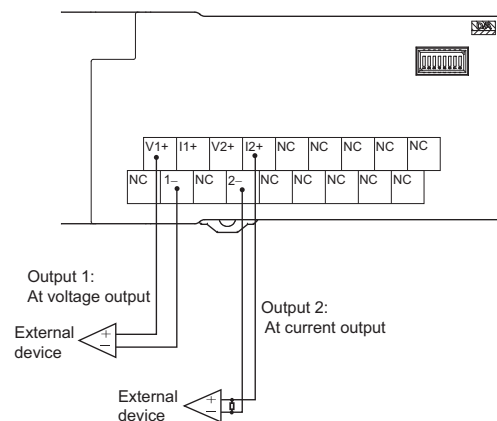 D/A
V1+ I1+ V2+ I2+ NC NC NC NC NC
NC 1– NC 2– NC NC NC NC NC
Output 1:
At voltage output
External
device
+
–
Output 2:
At current output
External
device
+
–